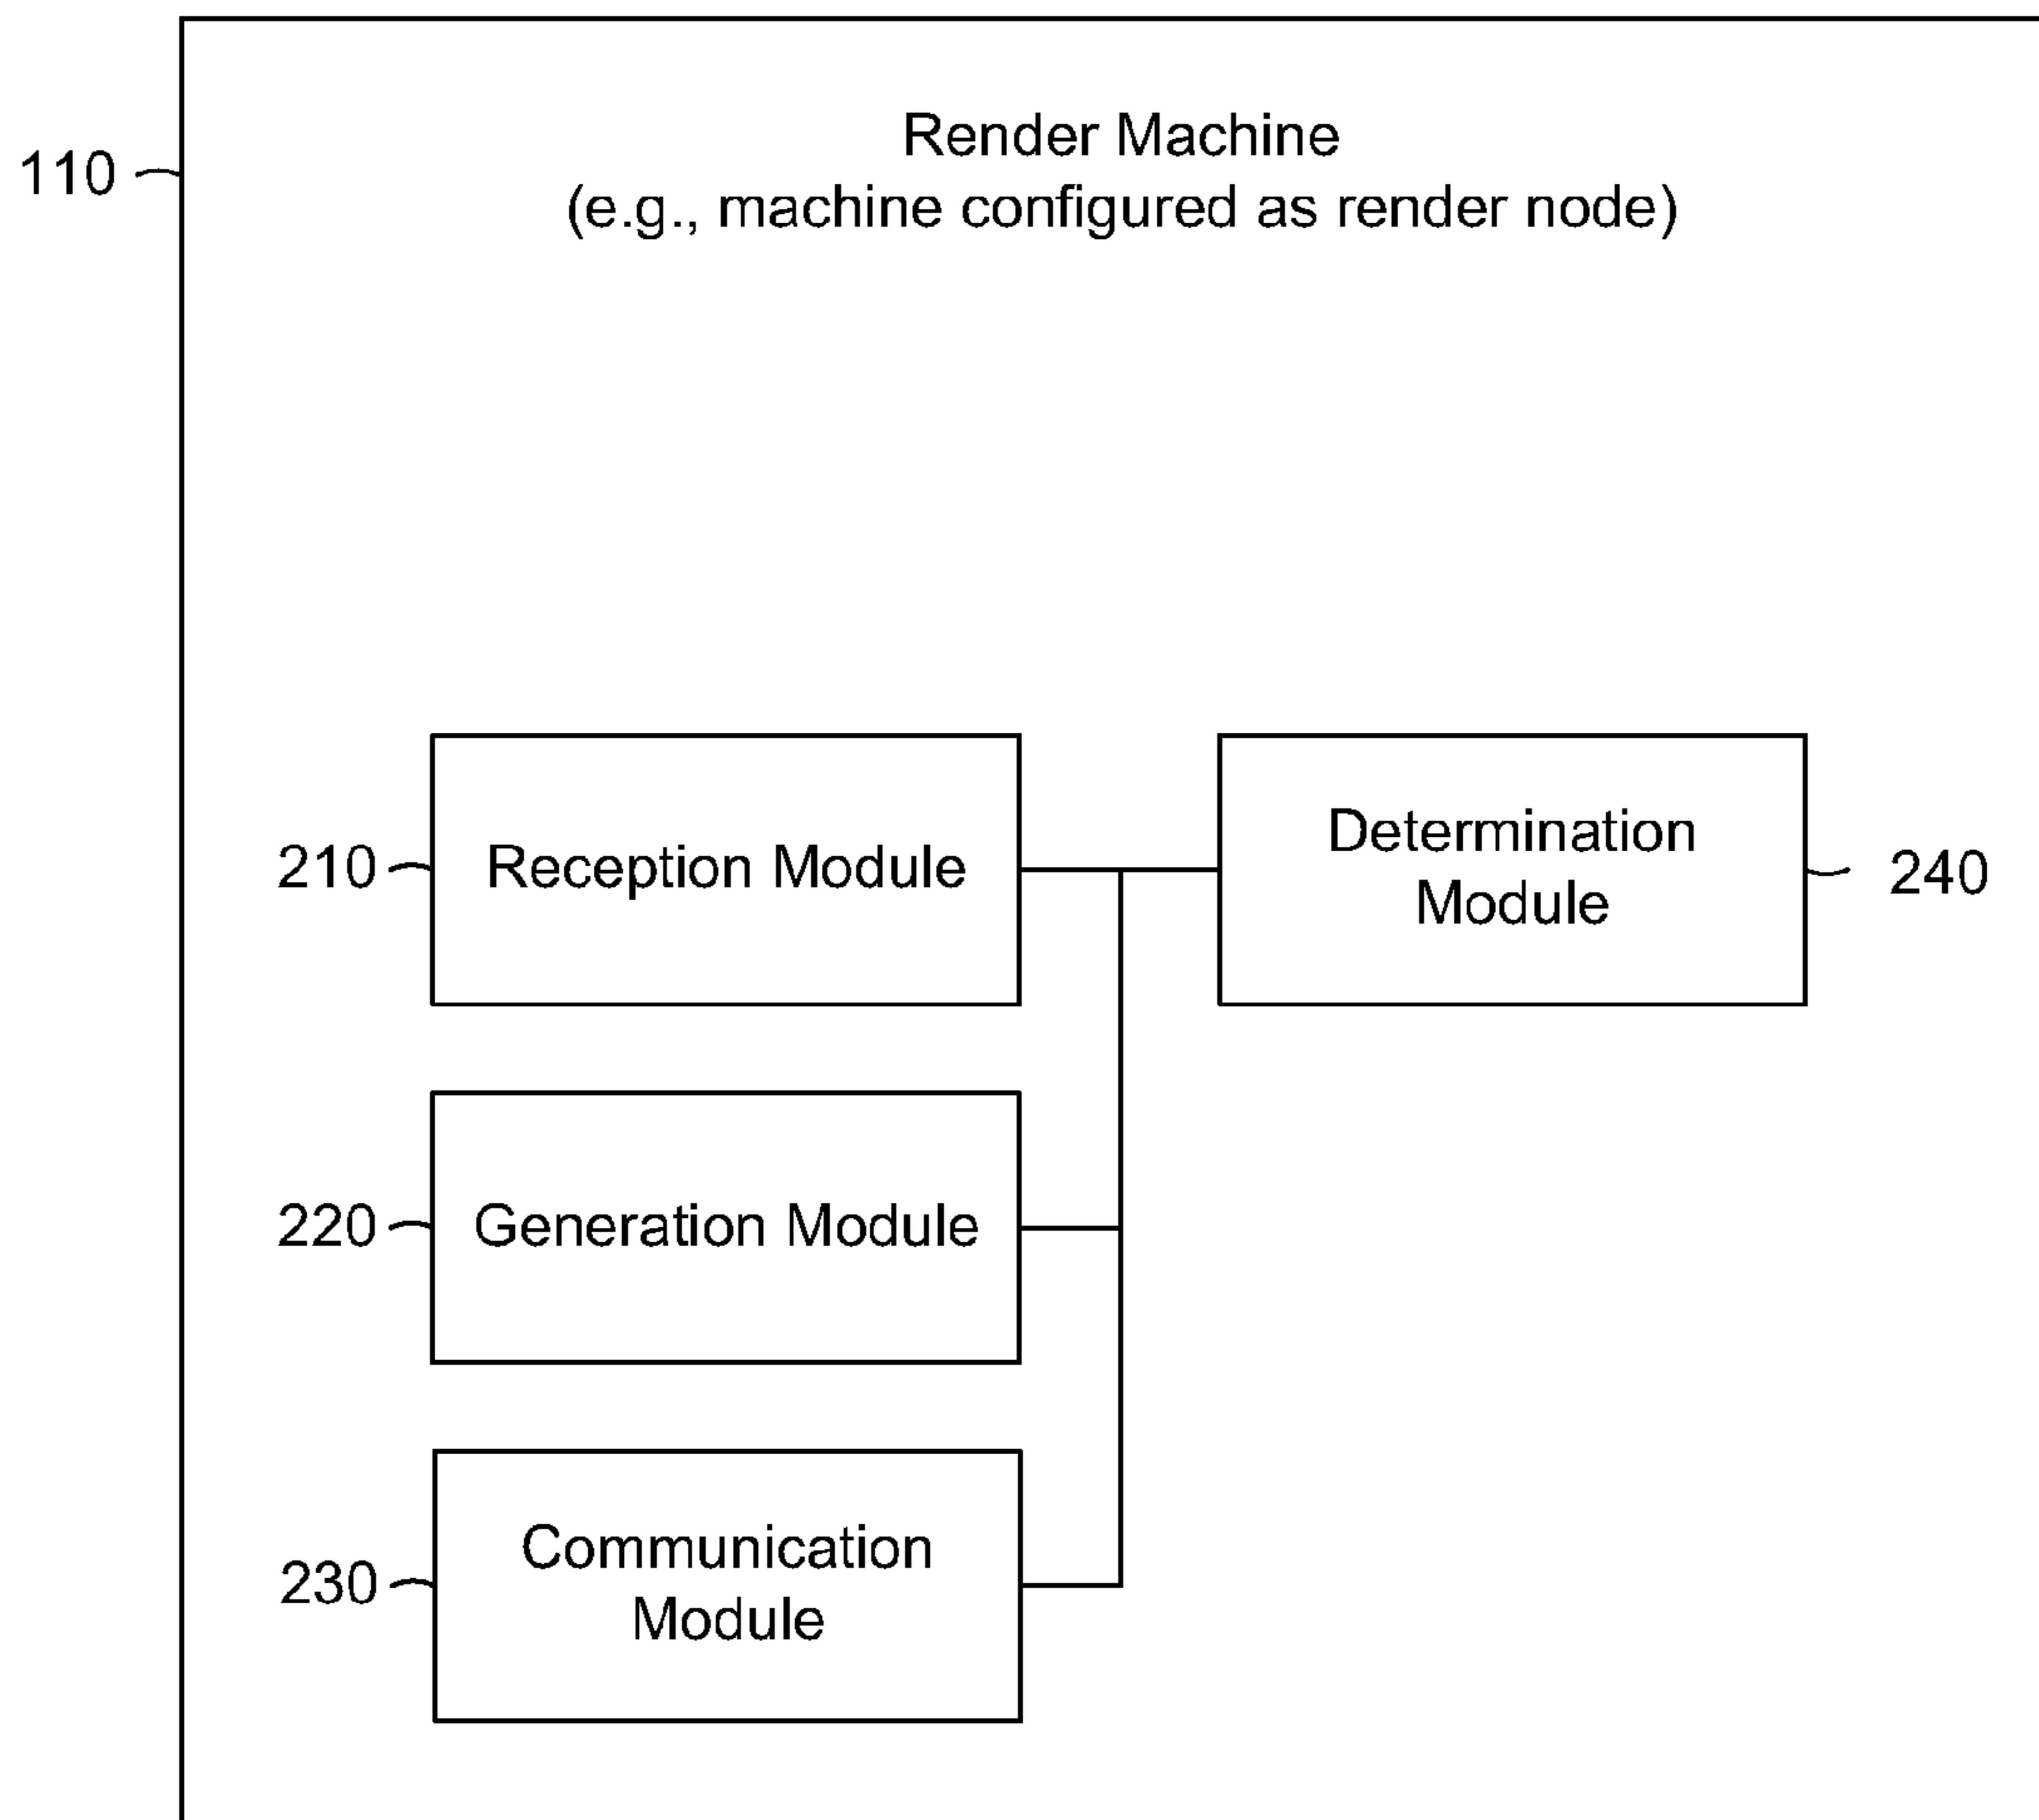 Render Machine
(e.g., machine configured as render node)
110
210
Reception Module
Determination
Module
240
220
Generation Module
230
Communication
Module